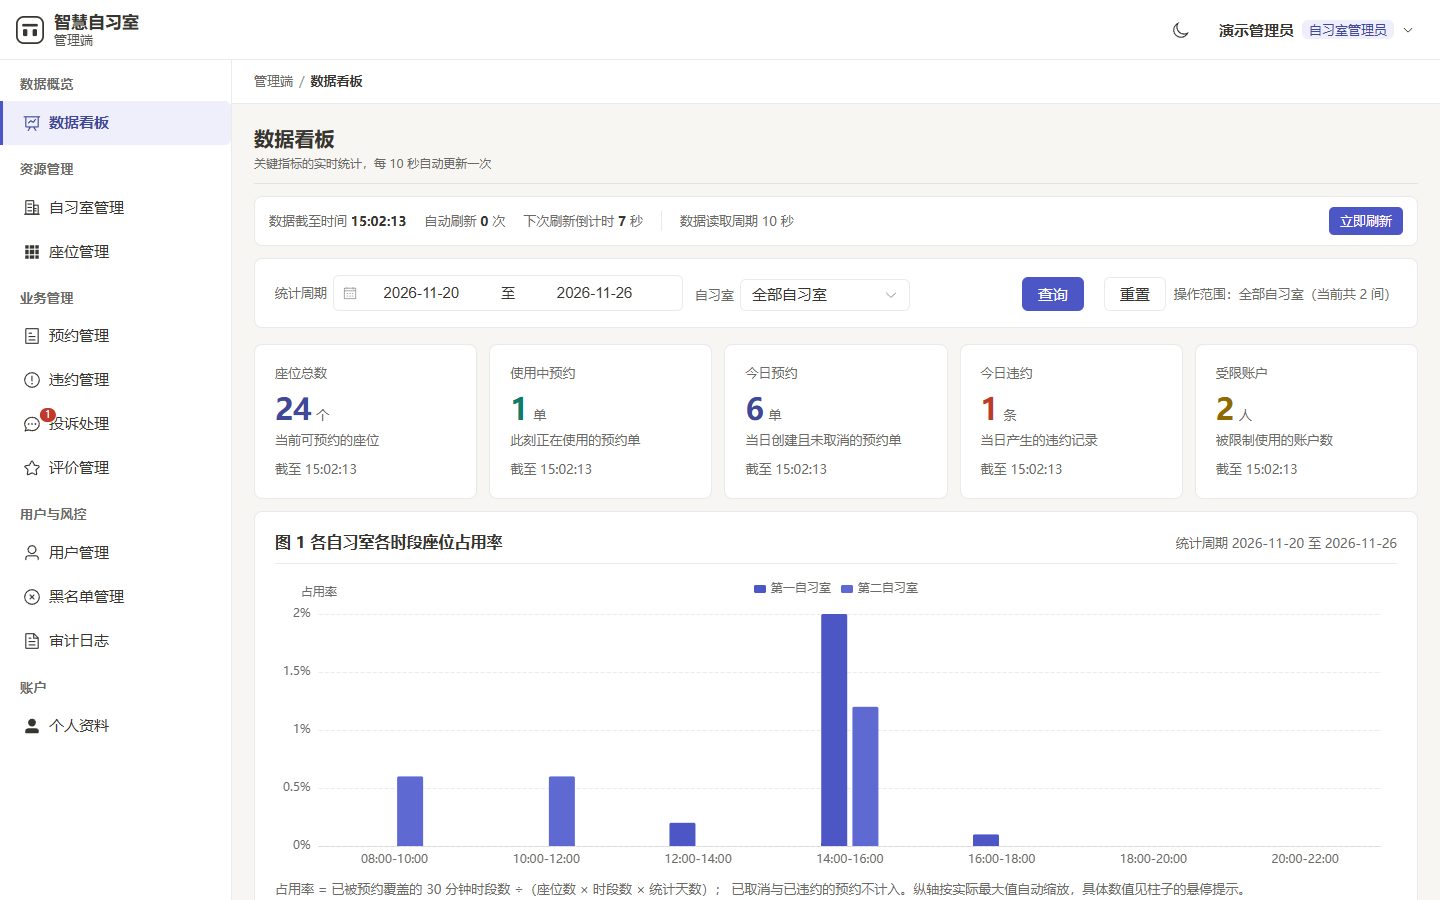 智慧自习室
管理端
演示管理员 自习室管理员
数据概览
数据看板
资源管理
自习室管理
座位管理
业务管理
预约管理
违约管理
1
投诉处理
评价管理
用户与风控
用户管理
黑名单管理
审计日志
账户
个人资料
管理端 / 数据看板
数据看板
关键指标的实时统计，每 10 秒自动更新一次
数据截至时间 15:02:13 自动刷新 0 次 下次刷新倒计时 7 秒 数据读取周期 10 秒
立即刷新
统计周期 2026-11-20 至 2026-11-26 自习室 全部自习室 查询 重置 操作范围：全部自习室（当前共 2 间）
座位总数
24 个
当前可预约的座位
截至 15:02:13
使用中预约
1 单
此刻正在使用的预约单
截至 15:02:13
今日预约
6 单
当日创建且未取消的预约单
截至 15:02:13
今日违约
1 条
当日产生的违约记录
截至 15:02:13
受限账户
2 人
被限制使用的账户数
截至 15:02:13
图 1 各自习室各时段座位占用率
统计周期 2026-11-20 至 2026-11-26
占用率
第一自习室 第二自习室
2%
1.5%
1%
0.5%
0%
08:00-10:00 10:00-12:00 12:00-14:00 14:00-16:00 16:00-18:00 18:00-20:00 20:00-22:00
占用率 = 已被预约覆盖的 30 分钟时段数 ÷（座位数 × 时段数 × 统计天数）； 已取消与已违约的预约不计入。纵轴按实际最大值自动缩放，具体数值见柱子的悬停提示。